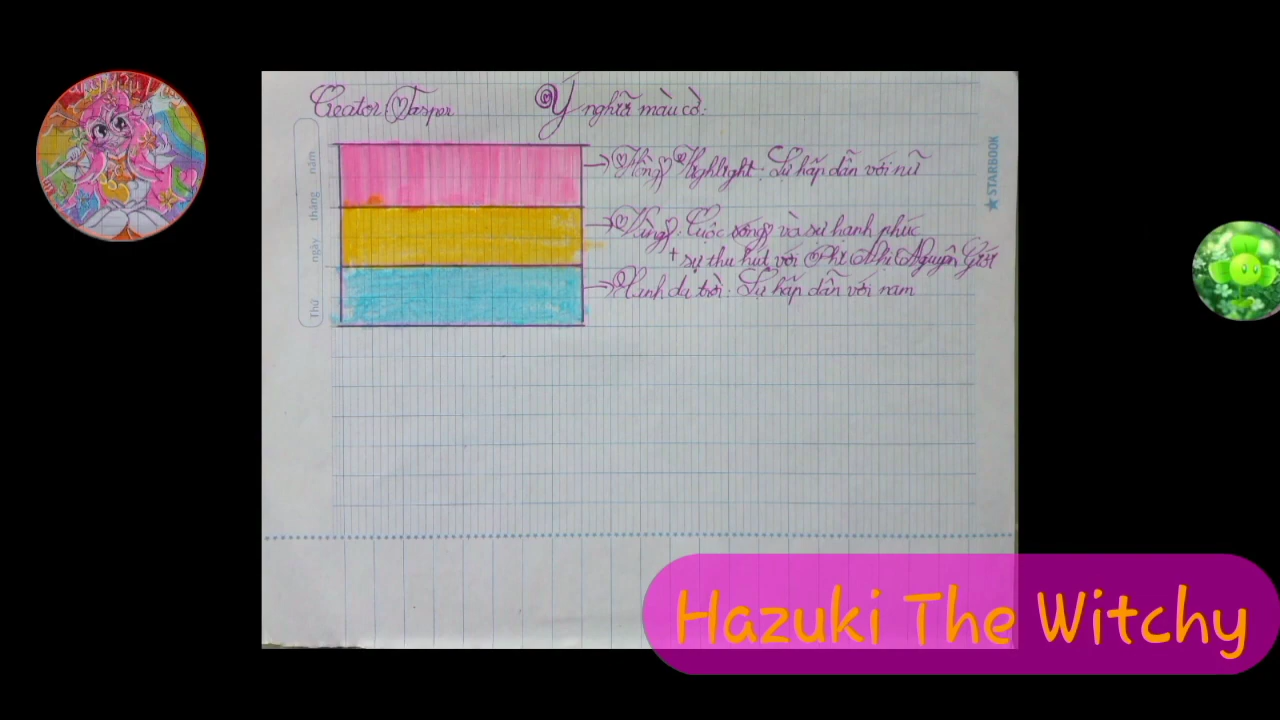 Creator: Jasper
Ý nghĩa màu cờ:
Hồng Highlight: Sự hấp dẫn với nữ
Vàng: Cuộc sống và sự hạnh phúc
+ sự thu hút với Phi Nhị Nguyên Giới
Xanh da trời: Sự hấp dẫn với nam
Thứ ngày tháng năm
★ STARBOOK
Hazuki The Witchy